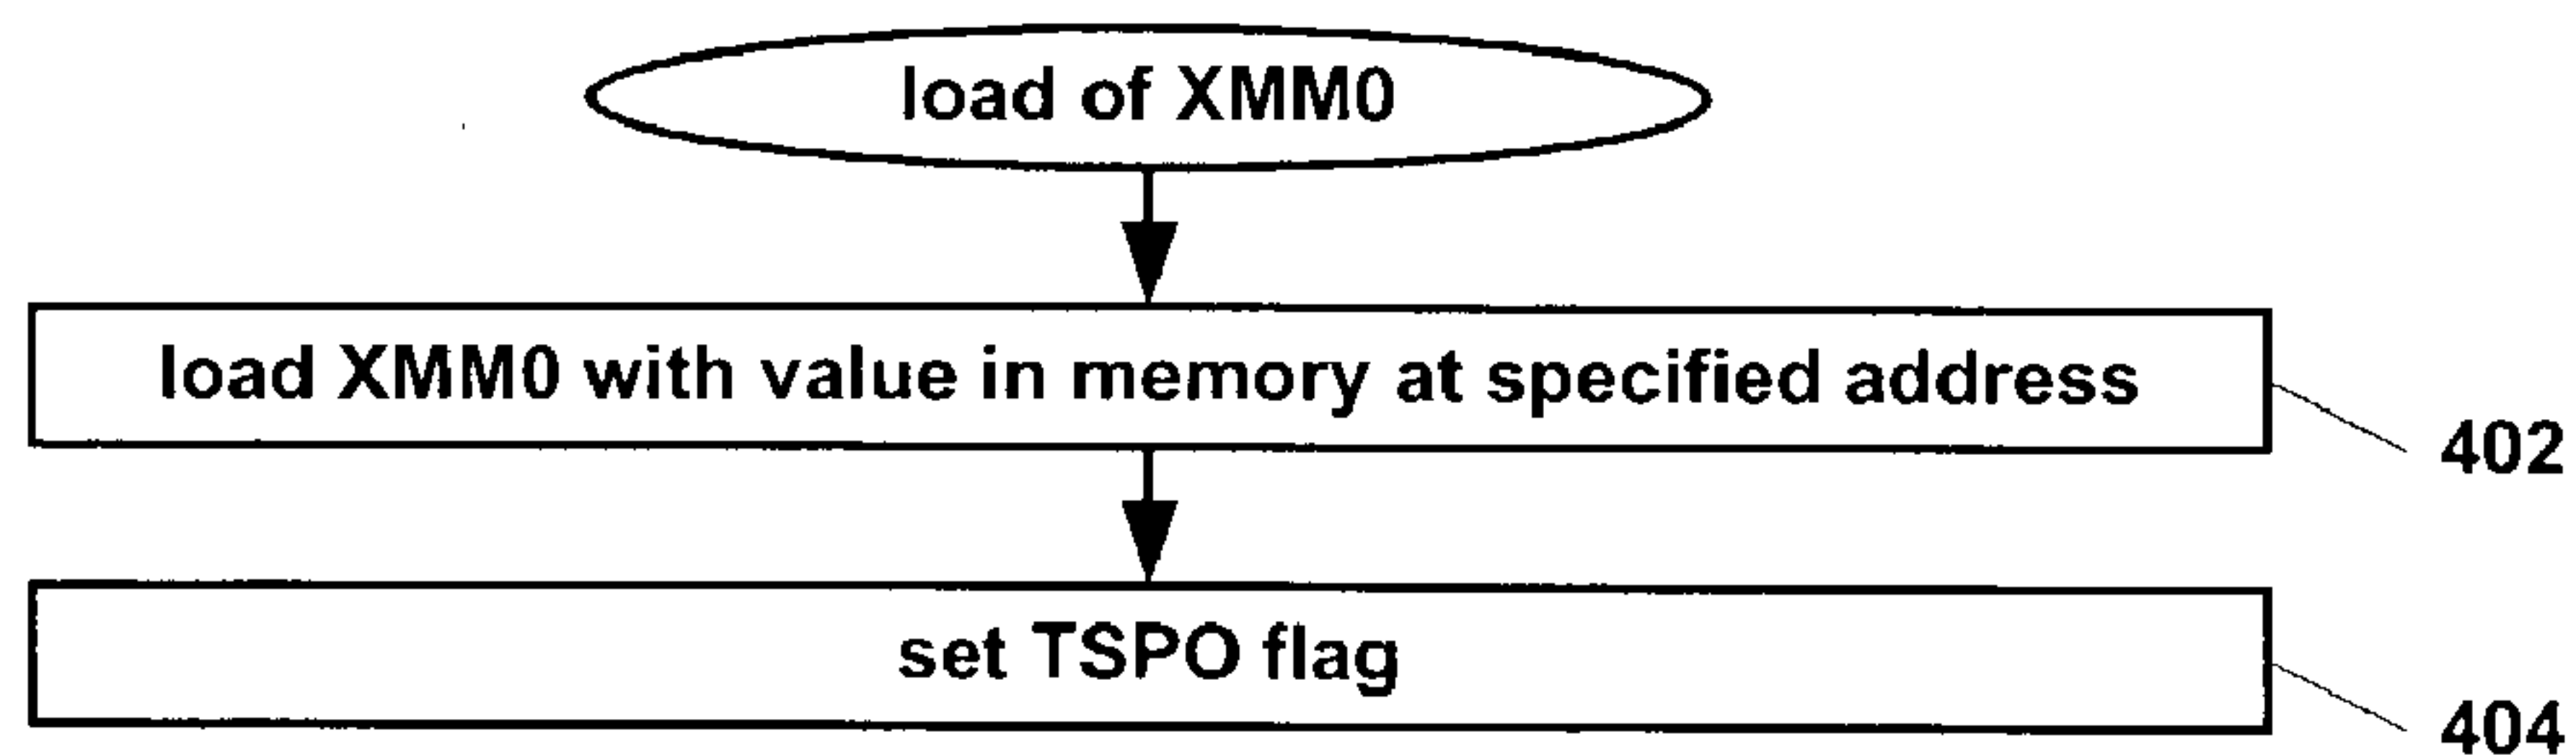 load of XMM0
load XMM0 with value in memory at specified address
402
set TSPO flag
404